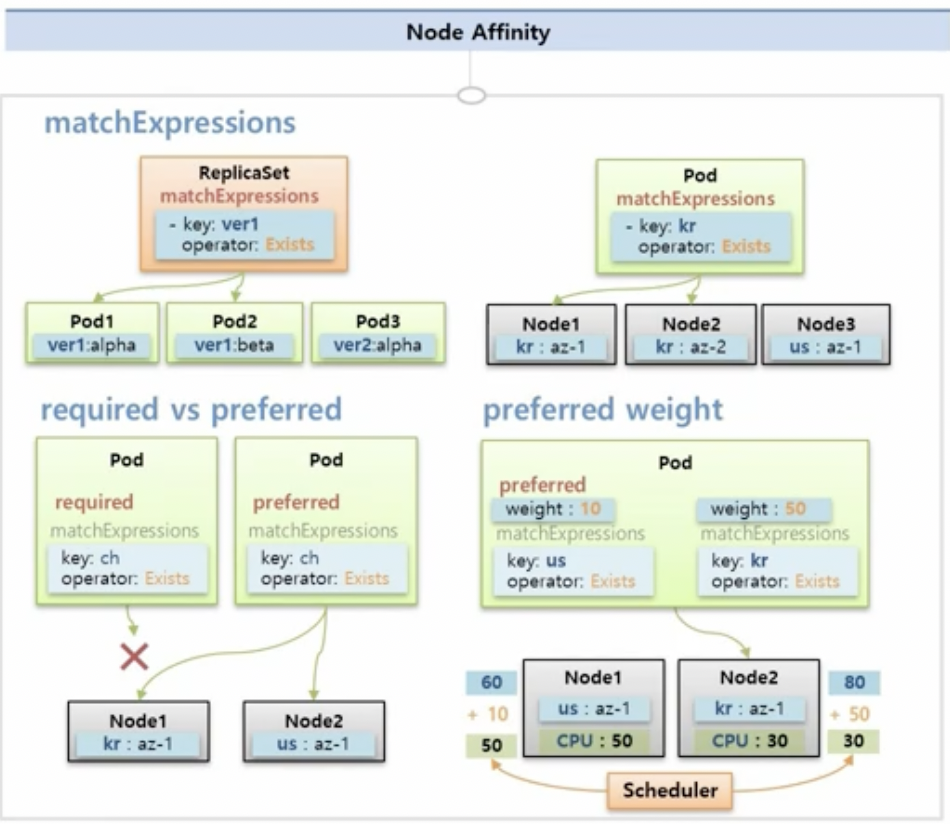 Node Affinity
matchExpressions
ReplicaSet
matchExpressions
- key: ver1
operator: Exists
Pod1
ver1:alpha
Pod2
ver1:beta
Pod3
ver2:alpha
Pod
matchExpressions
- key: kr
operator: Exists
Node1
kr : az-1
Node2
kr : az-2
Node3
us : az-1
required vs preferred
Pod
required
matchExpressions
key: ch
operator: Exists
Pod
preferred
matchExpressions
key: ch
operator: Exists
Node1
kr : az-1
Node2
us : az-1
preferred weight
Pod
preferred
weight : 10
matchExpressions
key: us
operator: Exists
weight : 50
matchExpressions
key: kr
operator: Exists
60
+ 10
50
Node1
us : az-1
CPU : 50
Node2
kr : az-1
CPU : 30
80
+ 50
30
Scheduler